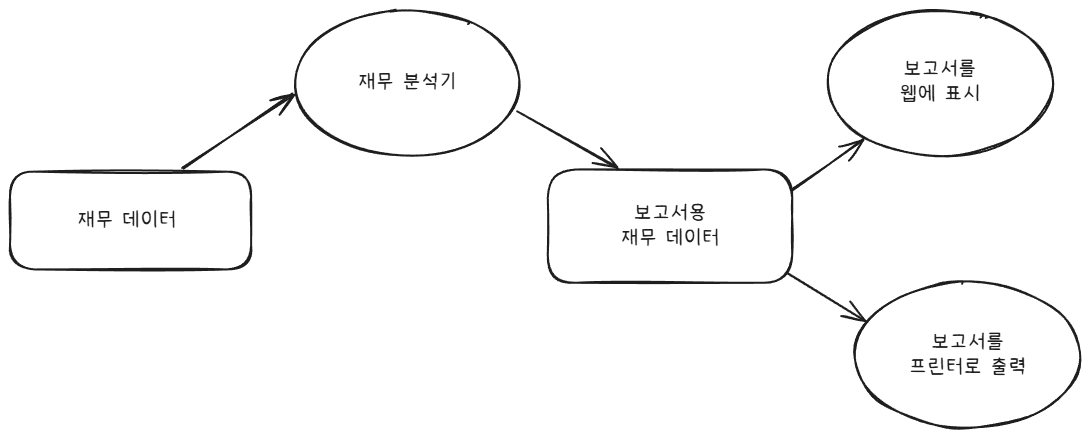 재무 데이터
재무 분석기
보고서용
재무 데이터
보고서를
웹에 표시
보고서를
프린터로 출력